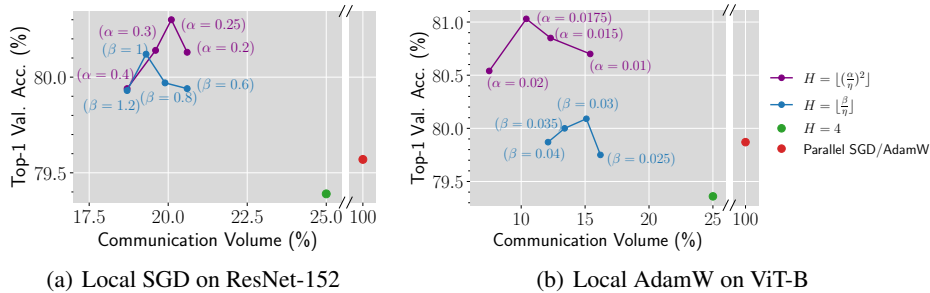 Top-1 Val. Acc. (%)
80.0
79.5
(α = 0.3)
(α = 0.25)
(β = 1)
(α = 0.2)
(α = 0.4)
(β = 0.6)
(β = 0.8)
(β = 1.2)
17.5 20.0 22.5 25.0 100
Communication Volume (%)
(a) Local SGD on ResNet-152
Top-1 Val. Acc. (%)
81.0
80.5
80.0
79.5
(α = 0.0175)
(α = 0.015)
(α = 0.01)
(α = 0.02)
(β = 0.03)
(β = 0.035)
(β = 0.04)
(β = 0.025)
10 15 20 25 100
Communication Volume (%)
(b) Local AdamW on ViT-B
H = ⌊(α/η)²⌋
H = ⌊β/η⌋
H = 4
Parallel SGD/AdamW